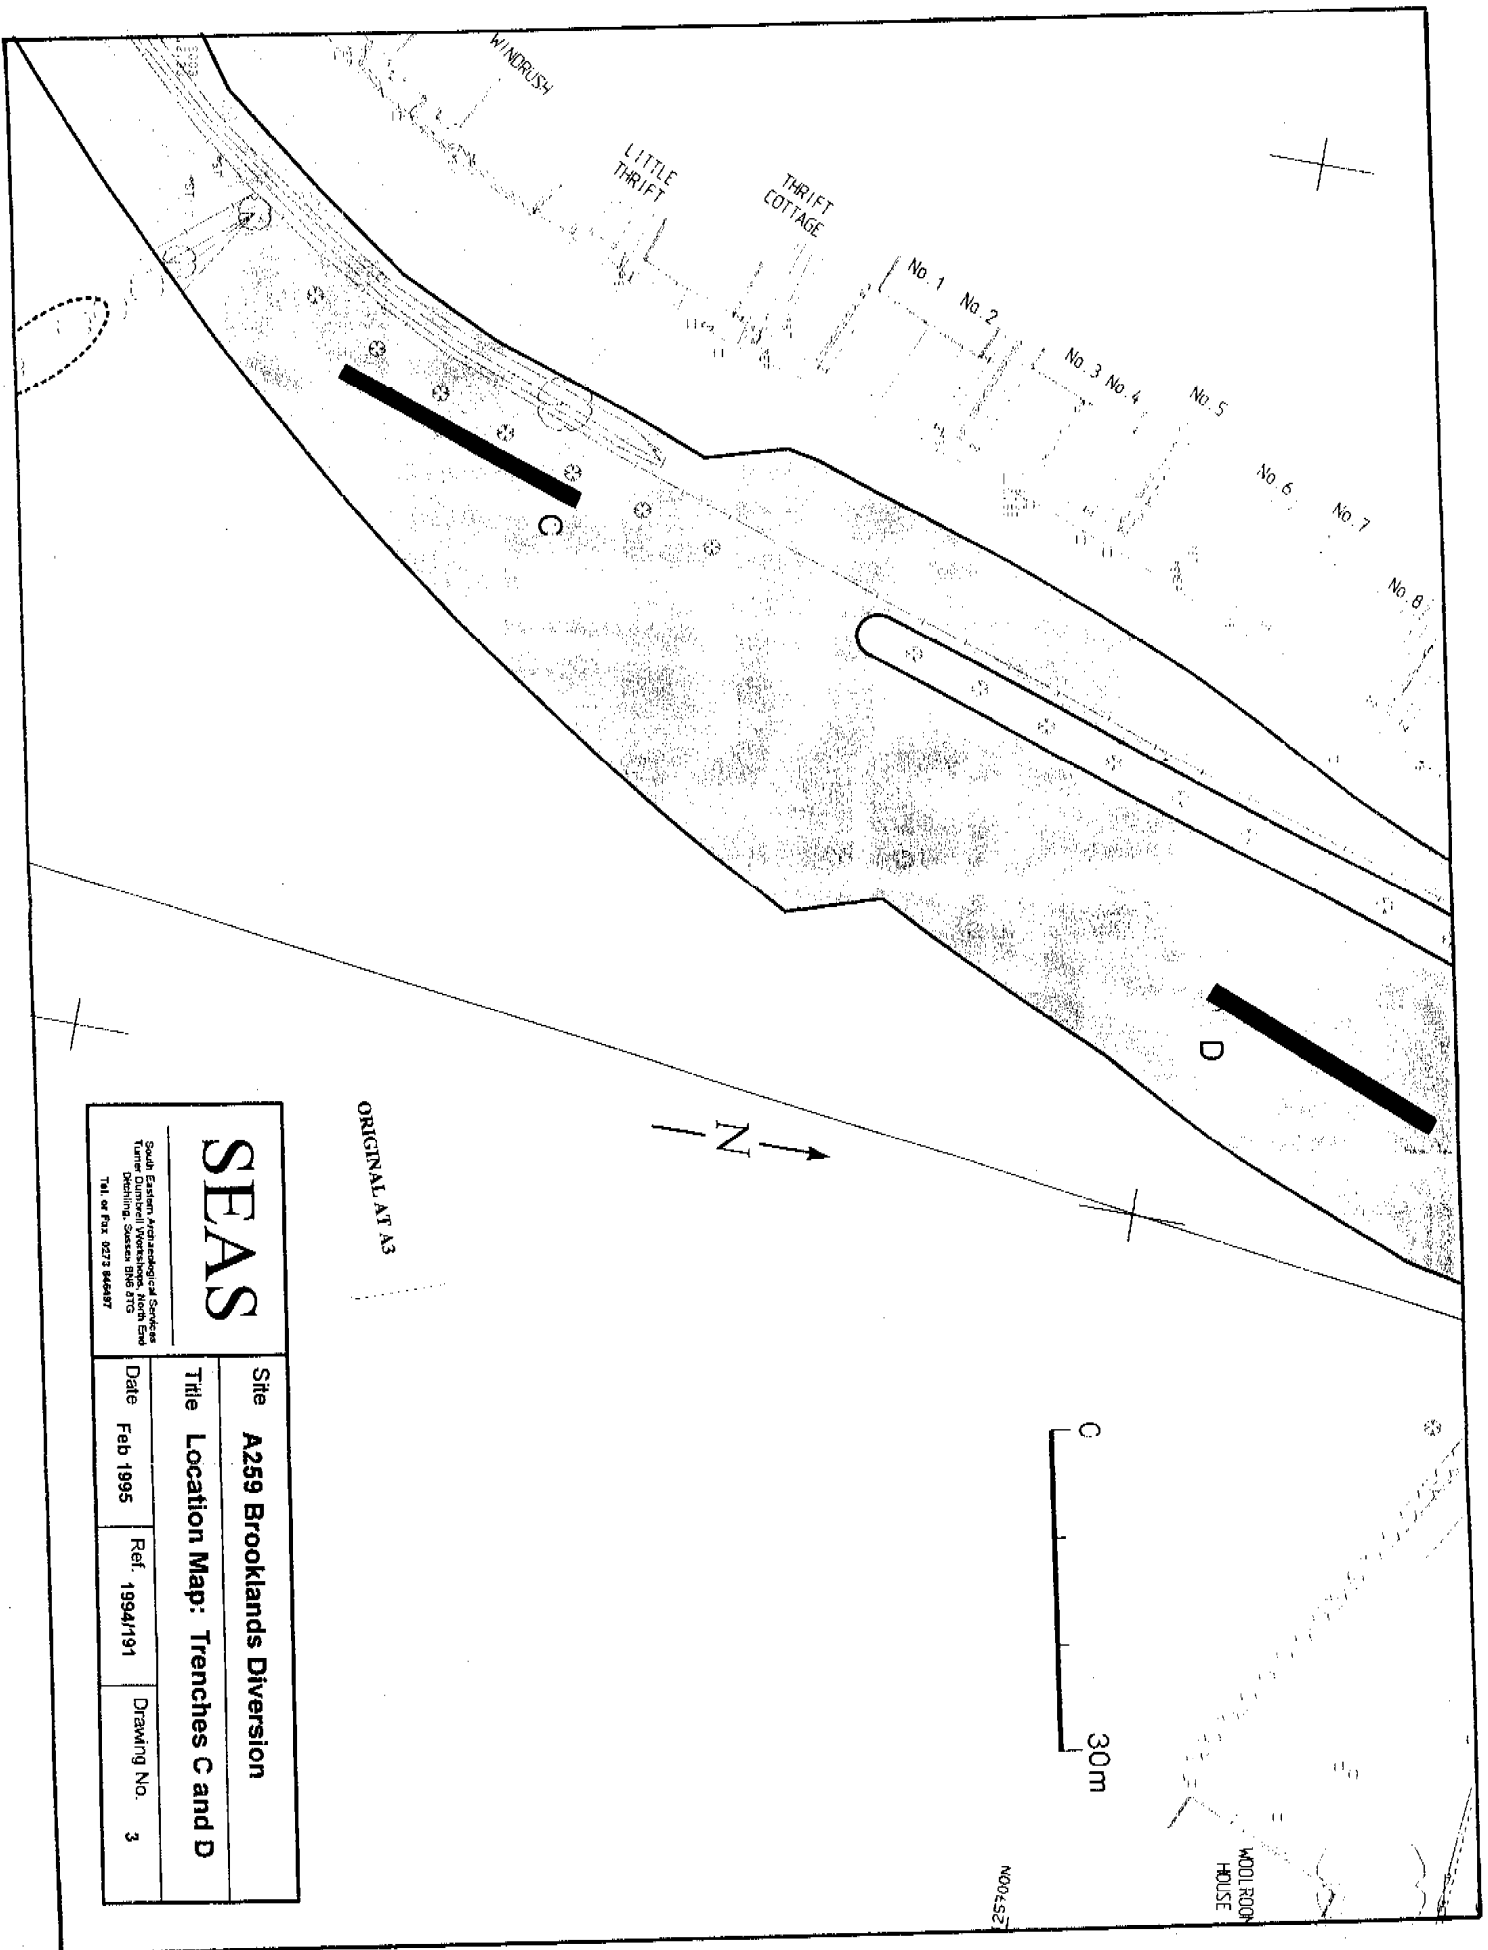 WINDRUSH
LITTLE
THRIFT
THRIFT
COTTAGE
No. 1
No. 2
No. 3
No. 4
No. 5
No. 6
No. 7
No. 8
C
D
N
ORIGINAL AT A3
30m
WOOLROOM
HOUSE
SEAS
South Eastern Archaeological Services
Turner Dumbrell Workshops, North End
Ditchling, Sussex BN6 8TG
Tel. or Fax 0273 846497
Site A259 Brooklands Diversion
Title Location Map: Trenches C and D
Date Feb 1995
Ref. 1994/191
Drawing No. 3